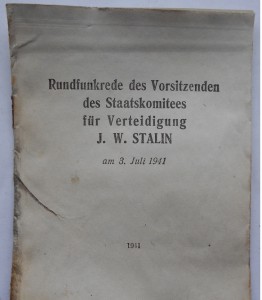 Rundfunkrede des Vorsitzenden
des Staatskomitees
für Verteidigung
J. W. STALIN
am 3. Juli 1941
1941